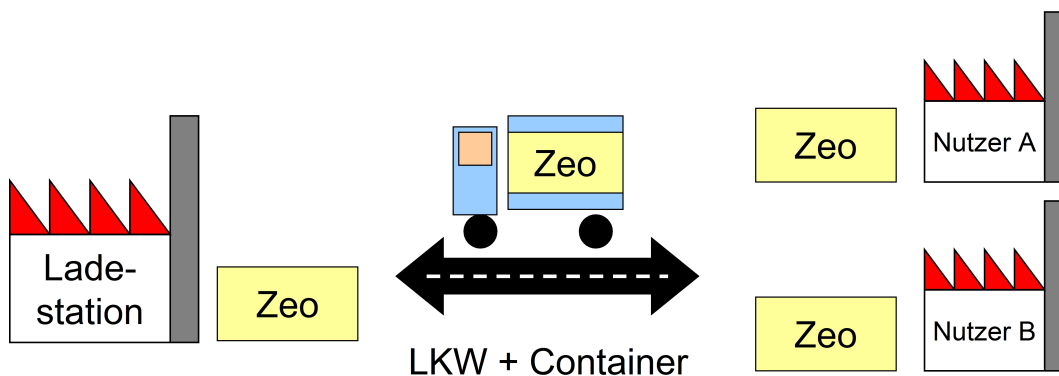 Lade-
station
Zeo
Zeo
LKW + Container
Zeo
Nutzer A
Zeo
Nutzer B